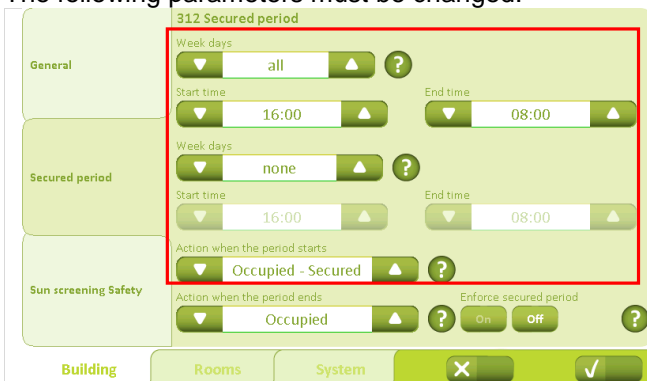 The following parameters must be changed:
312 Secured period
General
Week days
all
?
Start time
End time
16:00
08:00
Secured period
Week days
none
?
Start time
End time
16:00
08:00
Sun screening Safety
Action when the period starts
Occupied - Secured
?
Action when the period ends
Enforce secured period
Occupied
?
On
Off
?
Building
Rooms
System